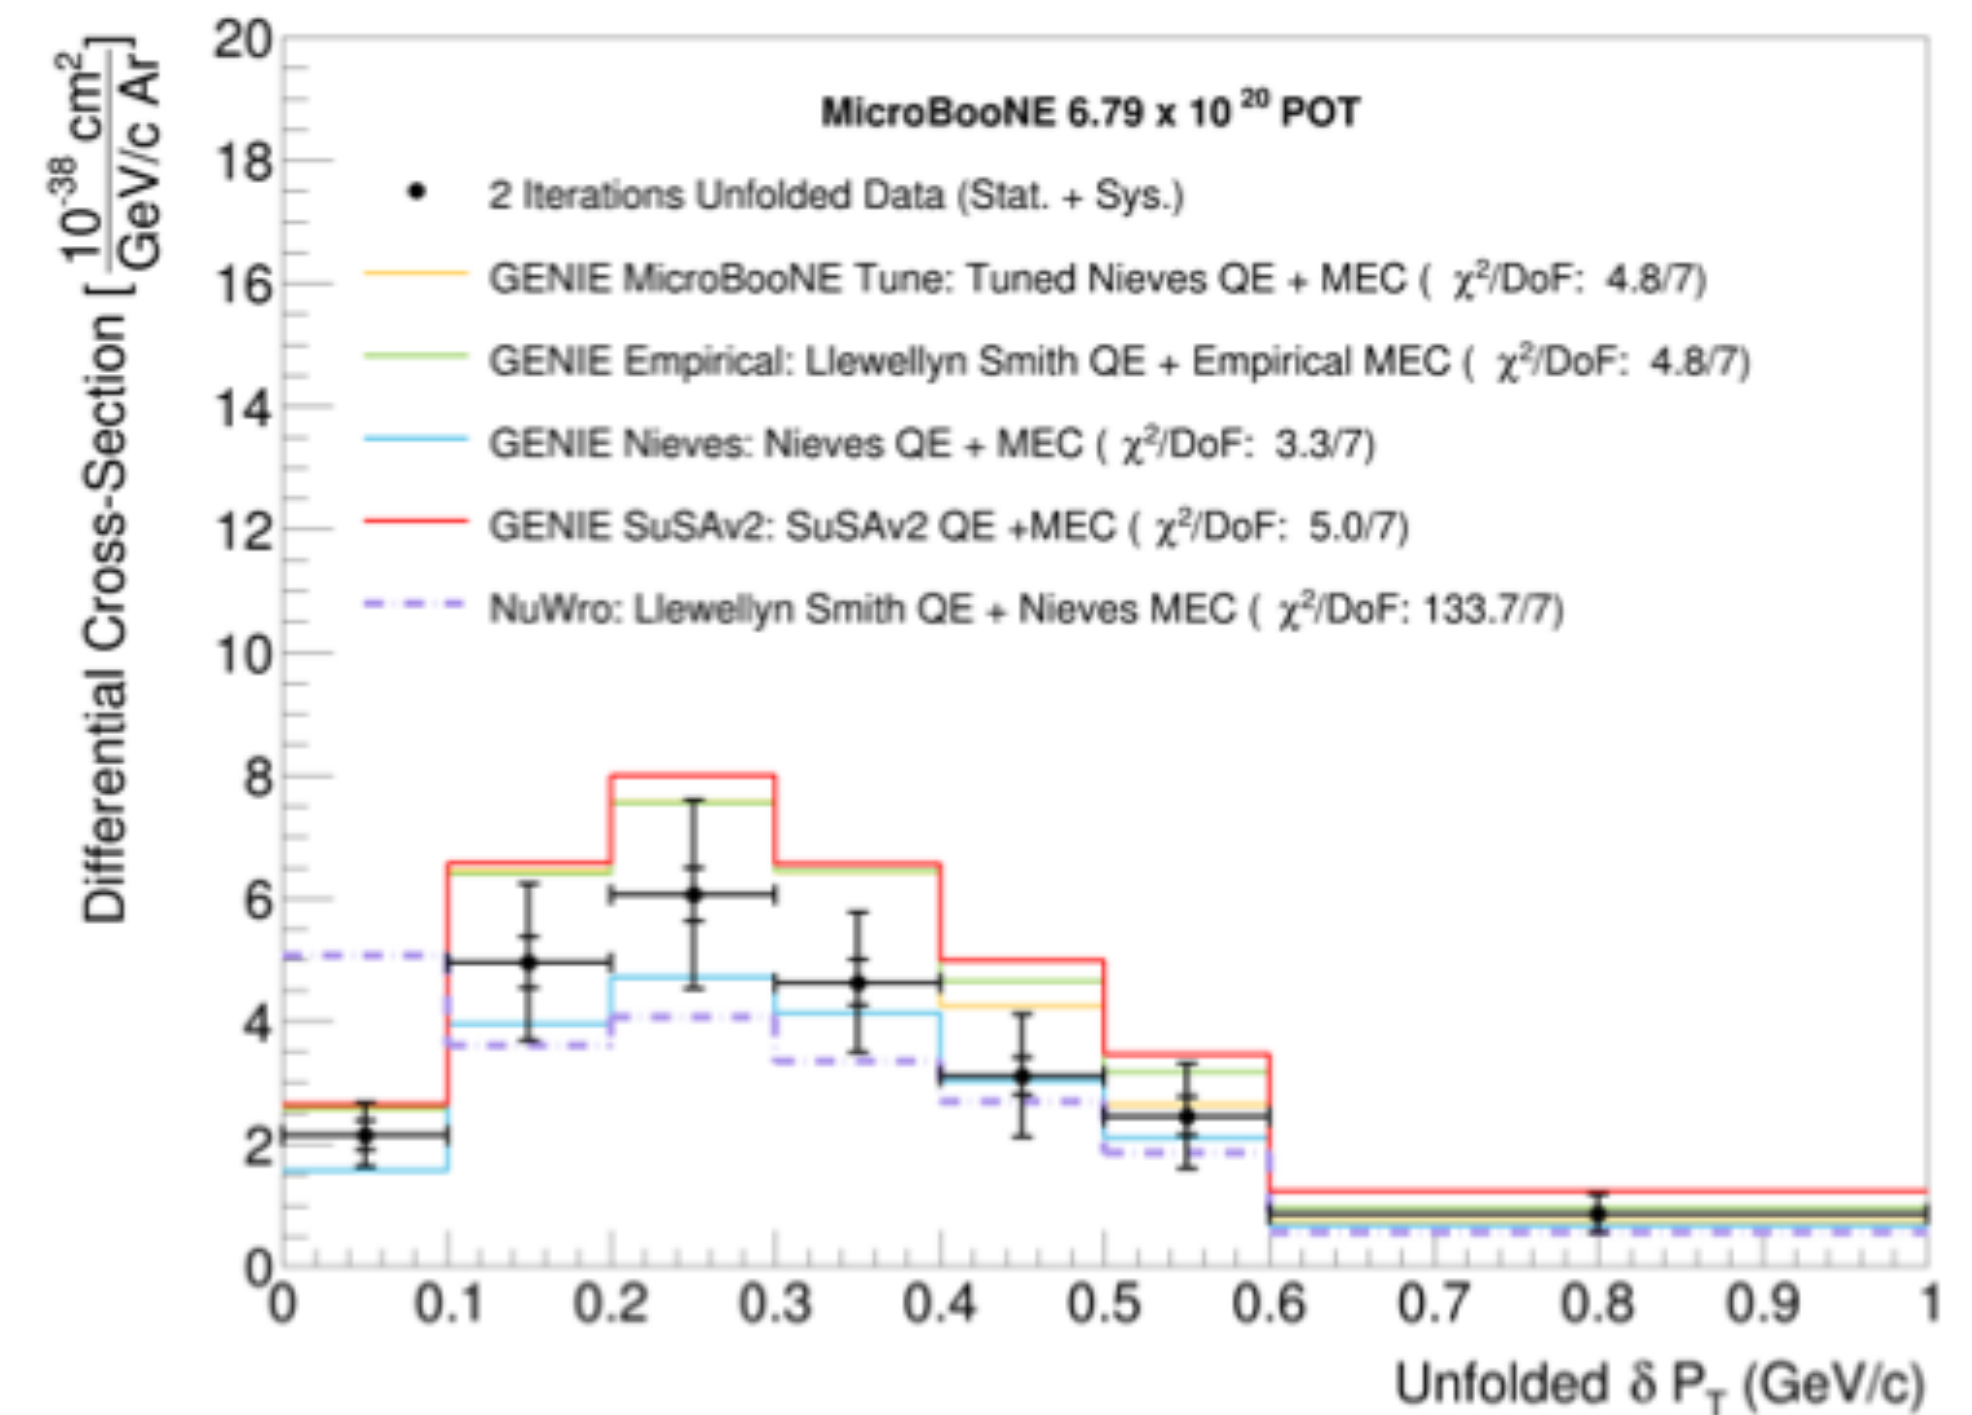 Differential Cross-Section [ 10^-38 cm^2 / GeV/c Ar ]
20
18
16
14
12
10
8
6
4
2
0
MicroBooNE 6.79 x 10^20 POT
2 Iterations Unfolded Data (Stat. + Sys.)
GENIE MicroBooNE Tune: Tuned Nieves QE + MEC ( χ²/DoF: 4.8/7)
GENIE Empirical: Llewellyn Smith QE + Empirical MEC ( χ²/DoF: 4.8/7)
GENIE Nieves: Nieves QE + MEC ( χ²/DoF: 3.3/7)
GENIE SuSAv2: SuSAv2 QE +MEC ( χ²/DoF: 5.0/7)
NuWro: Llewellyn Smith QE + Nieves MEC ( χ²/DoF: 133.7/7)
0 0.1 0.2 0.3 0.4 0.5 0.6 0.7 0.8 0.9 1
Unfolded δ P_T (GeV/c)